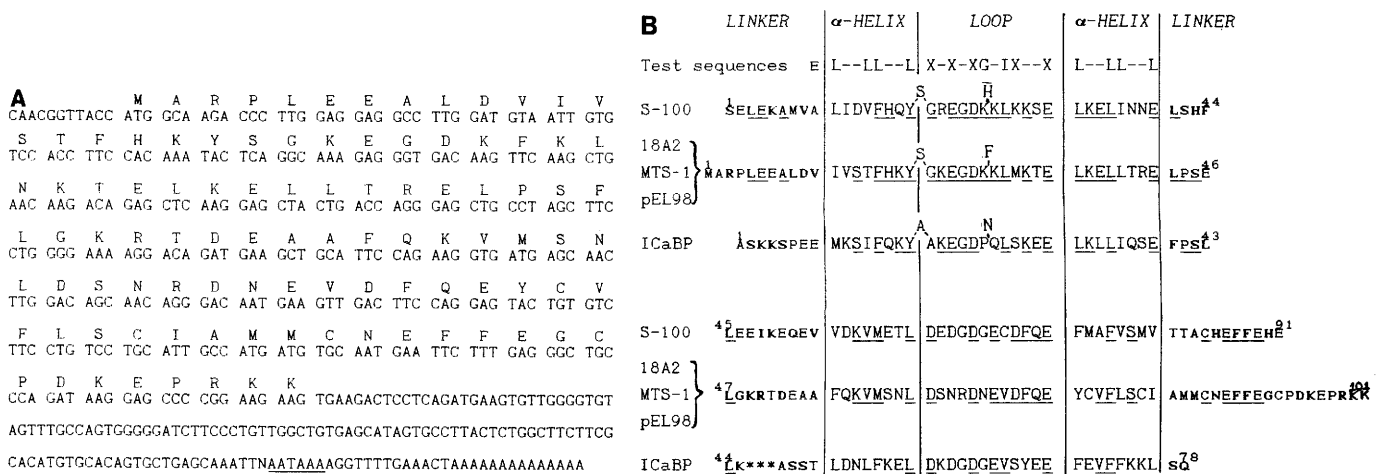 A
M A R P L E E A L D V I V
CAACGGTTACC ATG GCA AGA CCC TTG GAG GAG GCC TTG GAT GTA ATT GTG
S T F H K Y S G K E G D K F K L
TCC ACC TTC CAC AAA TAC TCA GGC AAA GAG GGT GAC AAG TTC AAG CTG
N K T E L K E L L T R E L P S F
AAC AAG ACA GAG CTC AAG GAG CTA CTG ACC AGG GAG CTG CCT AGC TTC
L G K R T D E A A F Q K V M S N
CTG GGG AAA AGG ACA GAT GAA GCT GCA TTC CAG AAG GTG ATG AGC AAC
L D S N R D N E V D F Q E Y C V
TTG GAC AGC AAC AGG GAC AAT GAA GTT GAC TTC CAG GAG TAC TGT GTC
F L S C I A M M C N E F F E G C
TTC CTG TCC TGC ATT GCC ATG ATG TGC AAT GAA TTC TTT GAG GGC TGC
P D K E P R K K
CCA GAT AAG GAG CCC CGG AAG AAG TGAAGACTCCTCAGATGAAGTGTTGGGGTGT
AGTTTGCCAGTGGGGGATCTTCCCTGTTGGCTGTGAGCATAGTGCCTTACTCTGGCTTCTTCG
CACATGTGCACAGTGCTGAGCAAATTNAATAAAAGGTTTTGAAACTAAAAAAAAAAAAAA
B
LINKER α-HELIX LOOP α-HELIX LINKER
Test sequences E L--LL--L X-X-XG-IX--X L--LL--L
S H
S-100 1SELEKAMVA LIDVFHQY GREGDKKLKKSE LKELINNE LSHF44
18A2
S F
MTS-1 1MARPLEEALDV IVSTFHKY GKEGDKKLMKTE LKELLTRE LPSE46
pEL98
A N
ICaBP 1ASKKSPEE MKSIFQKY AKEGDPQLSKEE LKLLIQSE FPSL43
S-100 45LEEIKEQEV VDKVMETL DEDGDGECDFQE FMAFVSMV TTACHEFFEHE91
18A2
MTS-1 47LGKRTDEAA FQKVMSNL DSNRDNEVDFQE YCVFLSCI AMMCNEFFEGCPDKEPRKK101
pEL98
ICaBP 44LK***ASST LDNLFKEL DKDGDGEVSYEE FEVFFKKL SQ78